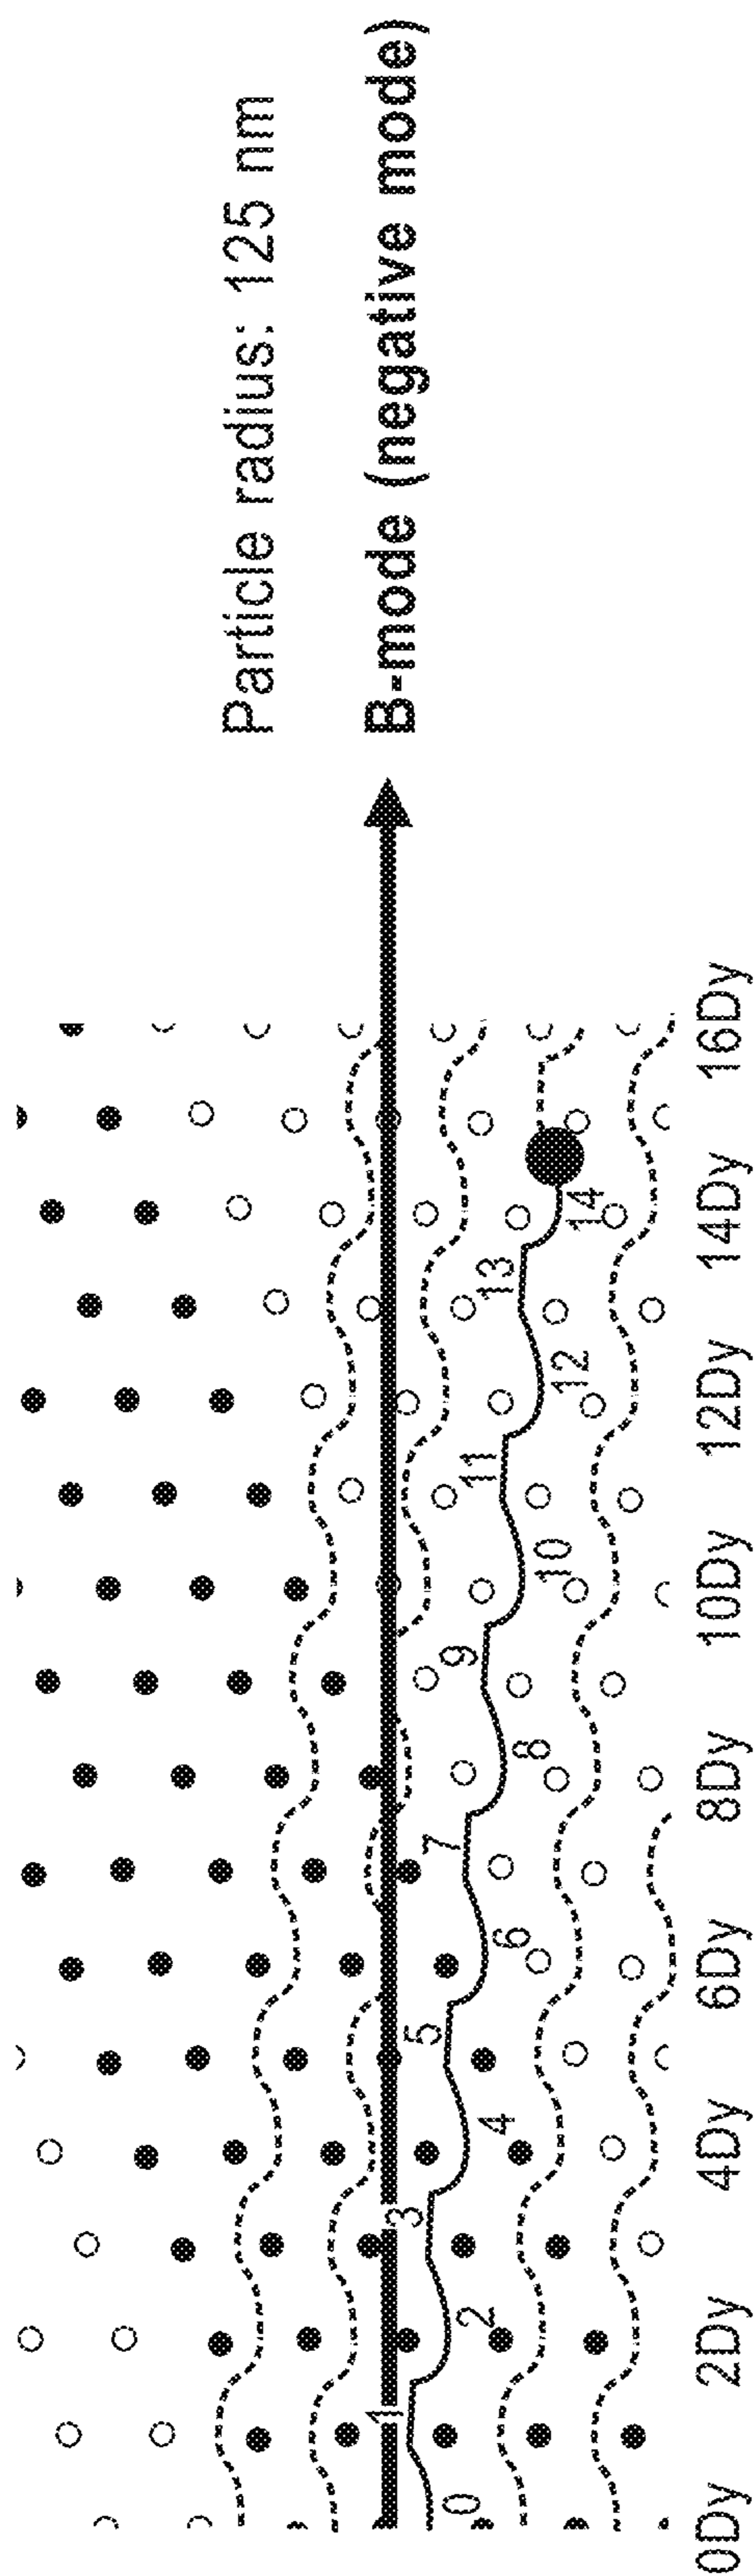 Particle radius: 125 nm
B-mode (negative mode)
0 1 2 3 4 5 6 7 8 9 10 11 12 13 14
0Dy 2Dy 4Dy 6Dy 8Dy 10Dy 12Dy 14Dy 16Dy